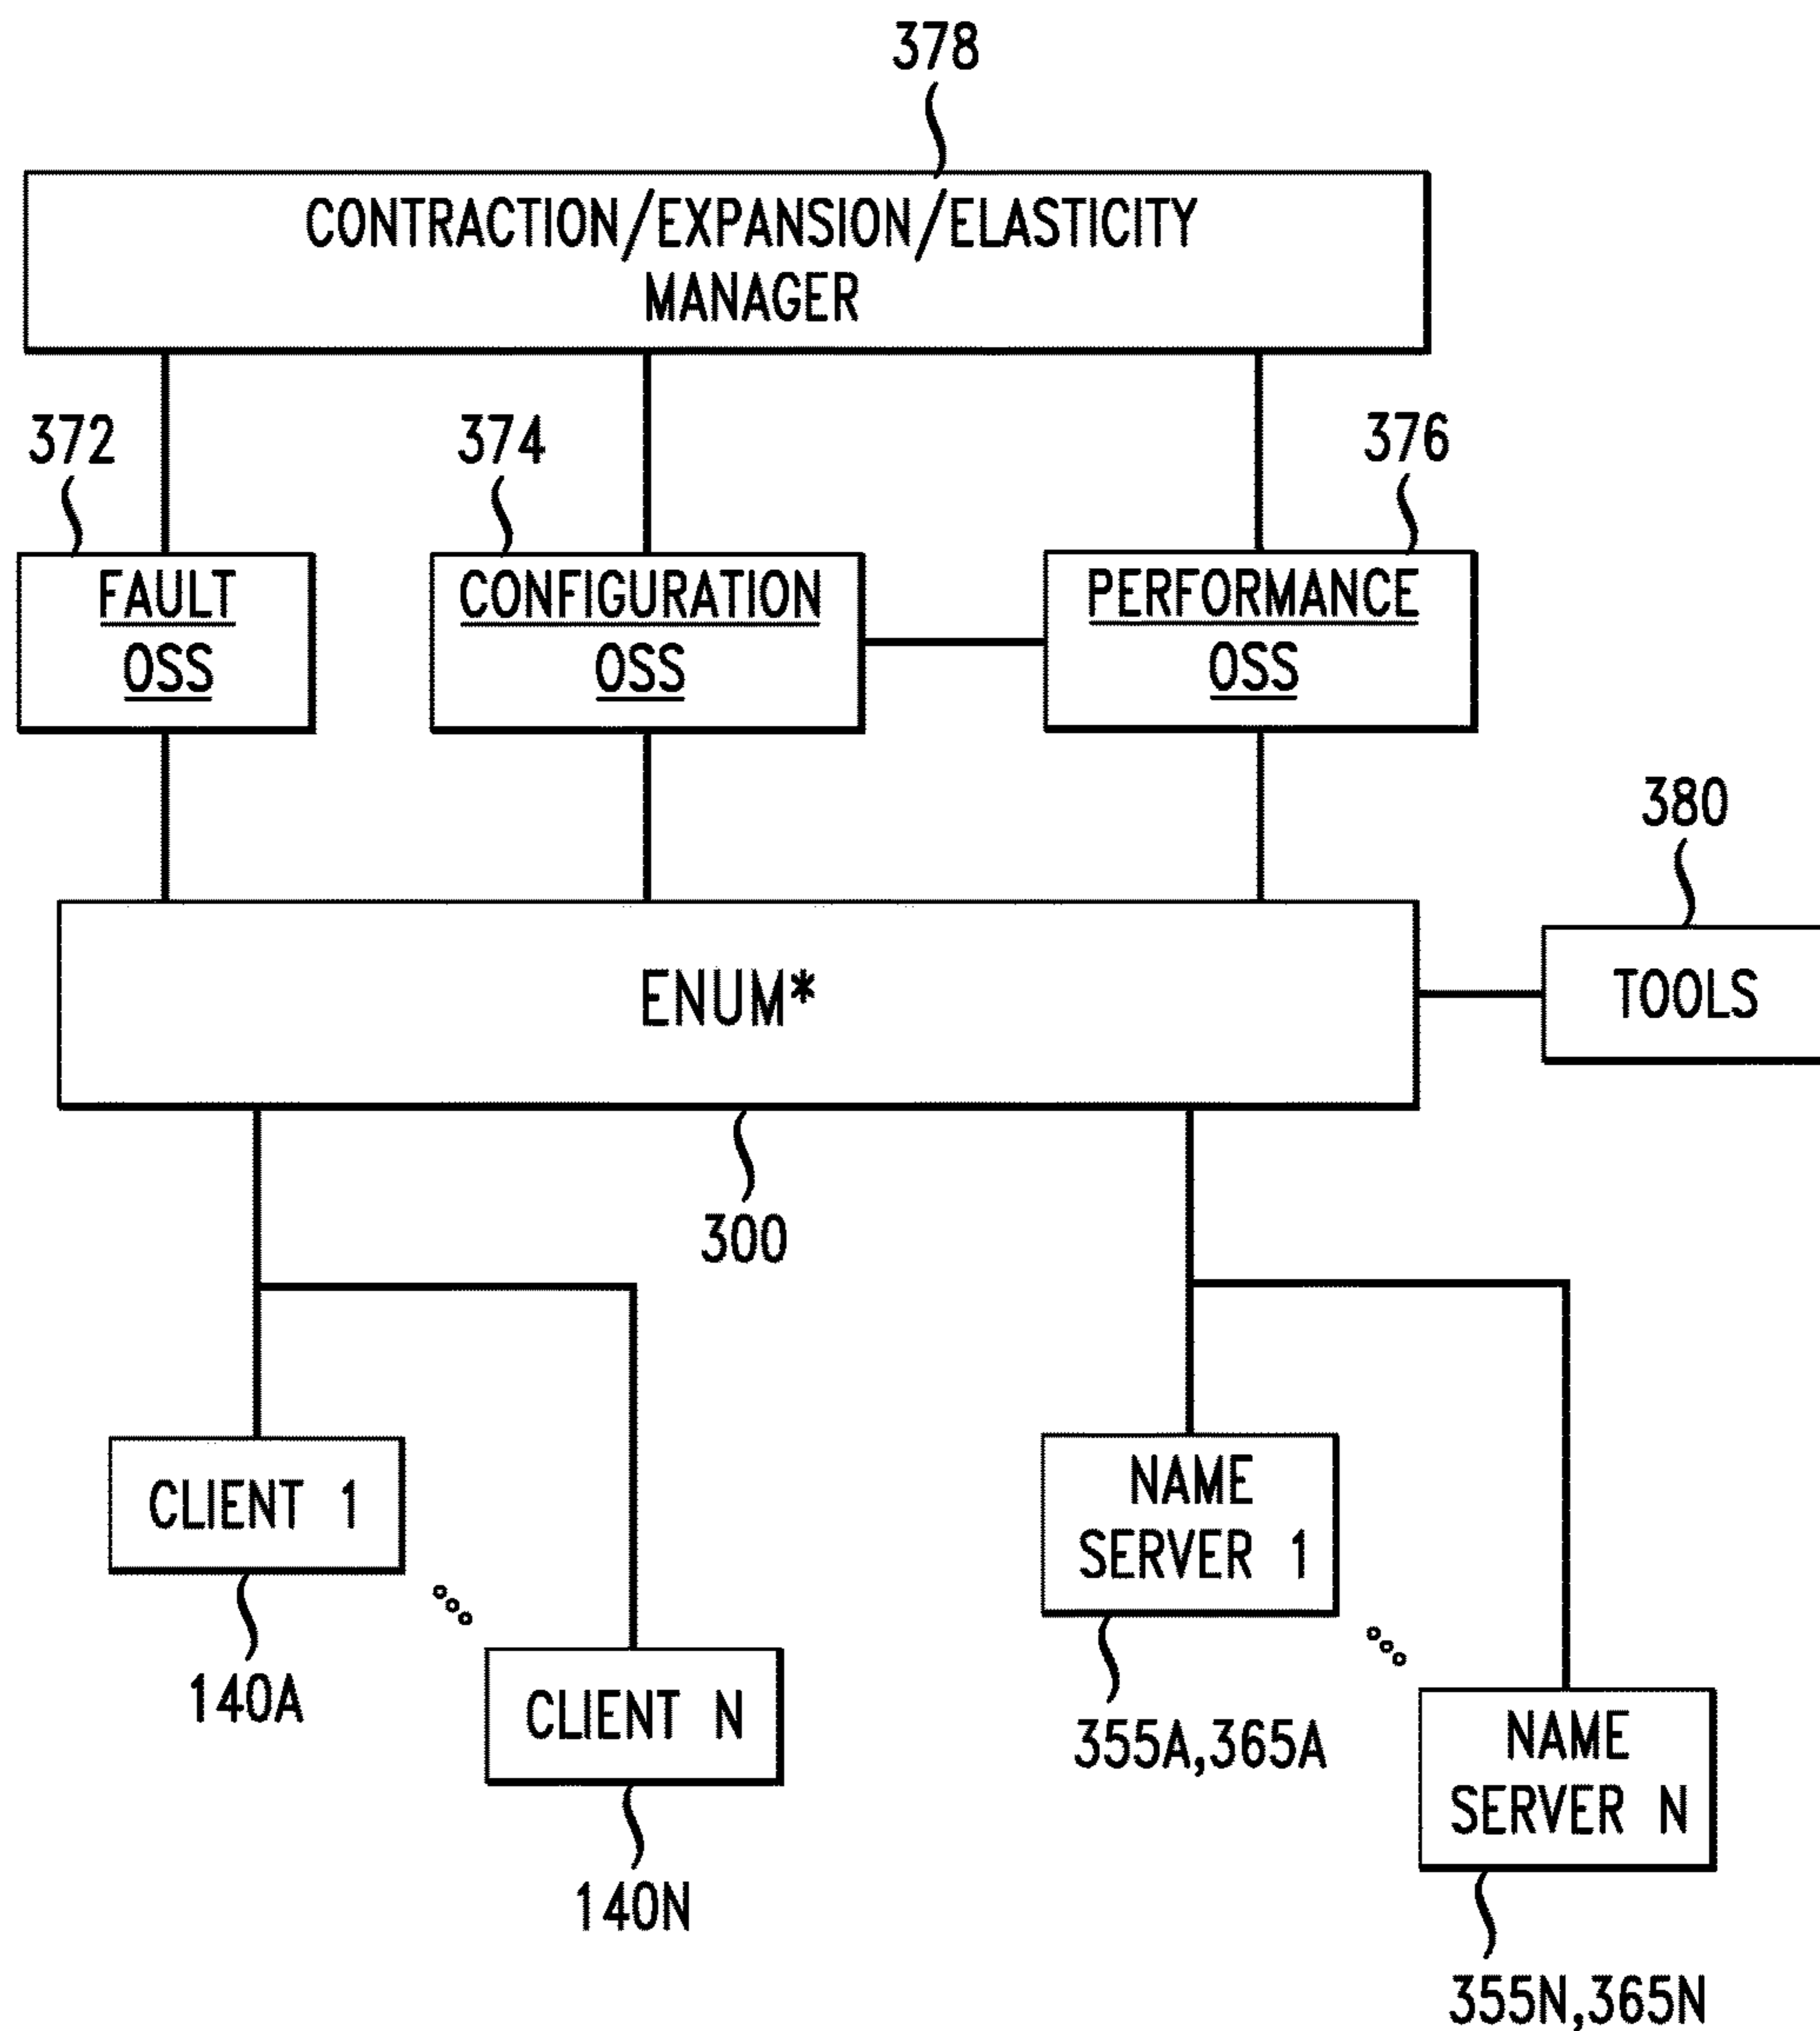 378
CONTRACTION/EXPANSION/ELASTICITY
MANAGER
372
374
376
FAULT
OSS
CONFIGURATION
OSS
PERFORMANCE
OSS
380
ENUM*
TOOLS
300
CLIENT 1
NAME
SERVER 1
140A
CLIENT N
355A,365A
NAME
SERVER N
140N
355N,365N